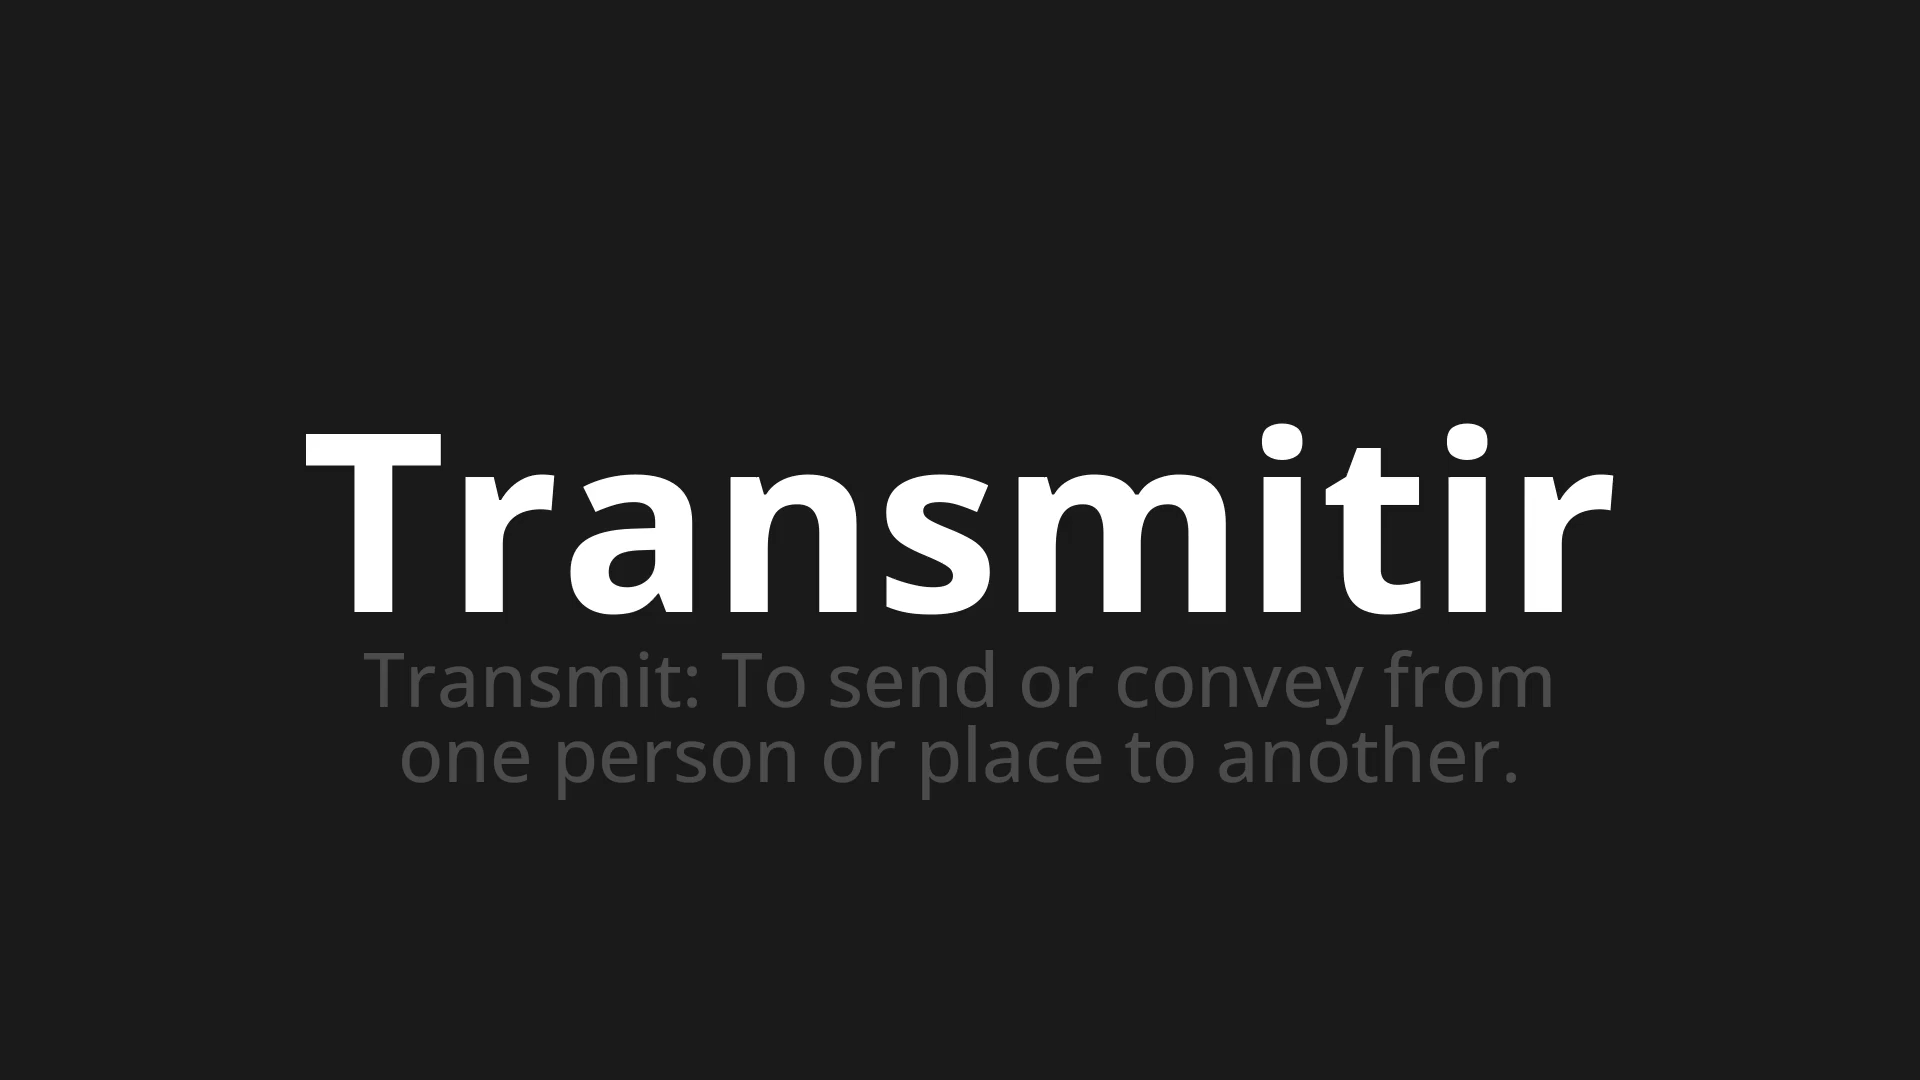 Transmitir
Transmit: To send or convey from
one person or place to another.